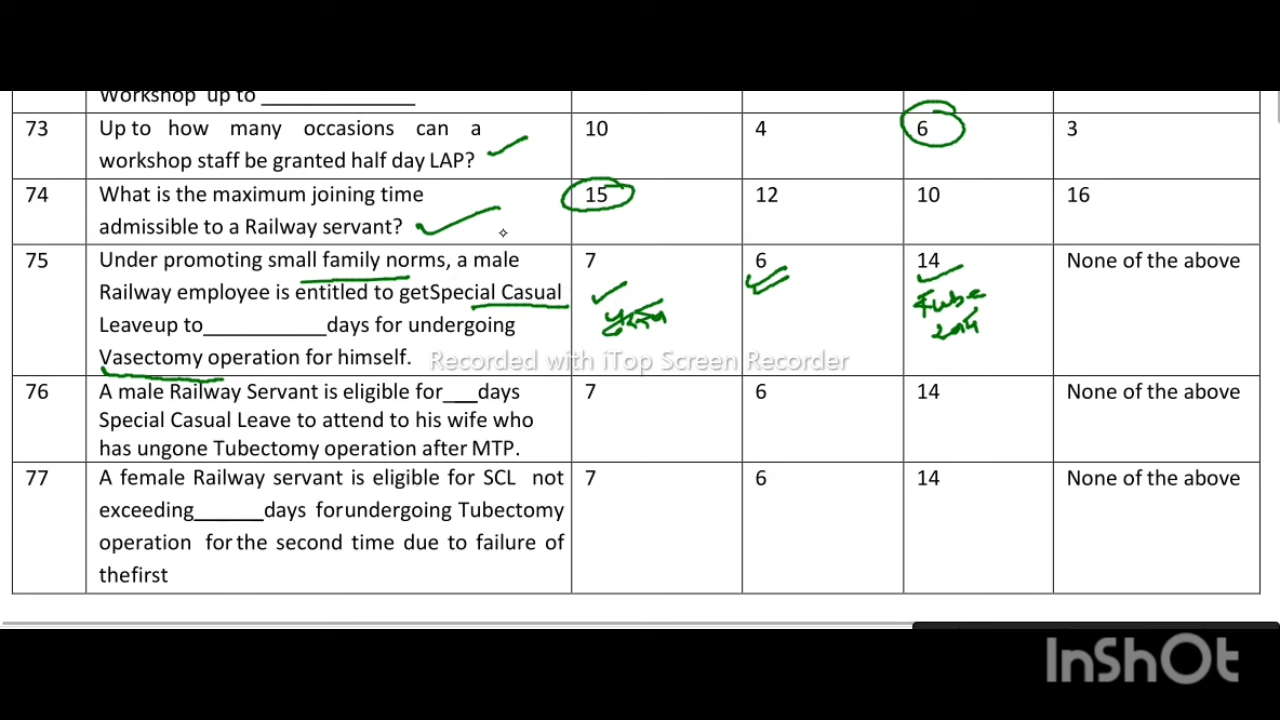 Workshop up to ______________
73 Up to how many occasions can a 10 4 6 3
workshop staff be granted half day LAP?
74 What is the maximum joining time 15 12 10 16
admissible to a Railway servant?
75 Under promoting small family norms, a male 7 6 14 None of the above
Railway employee is entitled to getSpecial Casual
Leaveup to___________days for undergoing
Vasectomy operation for himself.
Recorded with iTop Screen Recorder
76 A male Railway Servant is eligible for___days 7 6 14 None of the above
Special Casual Leave to attend to his wife who
has ungone Tubectomy operation after MTP.
77 A female Railway servant is eligible for SCL not 7 6 14 None of the above
exceeding______days forundergoing Tubectomy
operation for the second time due to failure of
thefirst
InShOt